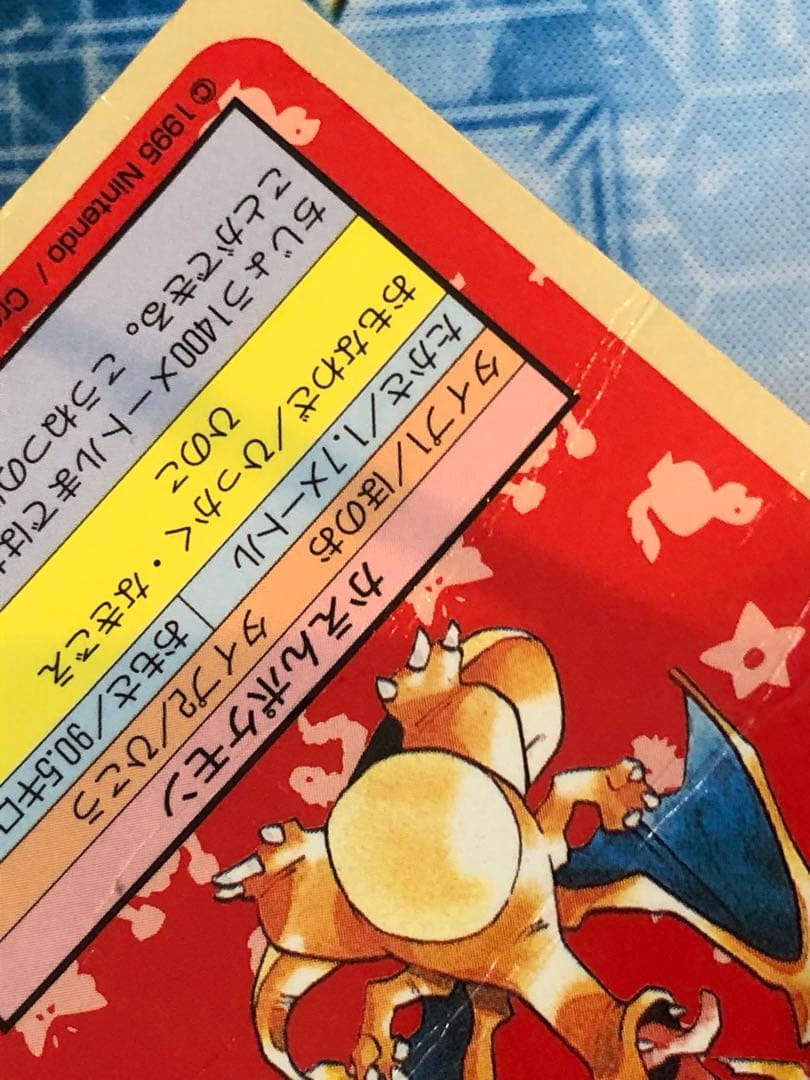 かえんポケモン
タイプ1/ほのお タイプ2/ひこう
たかさ/1.7メートル おもさ/90.5キロ
おもなわざ/ひっかく・なきごえ
ひのこ
ちじょう1400メートルまでは
ことができる。こうねつの
©1995 Nintendo / Cr